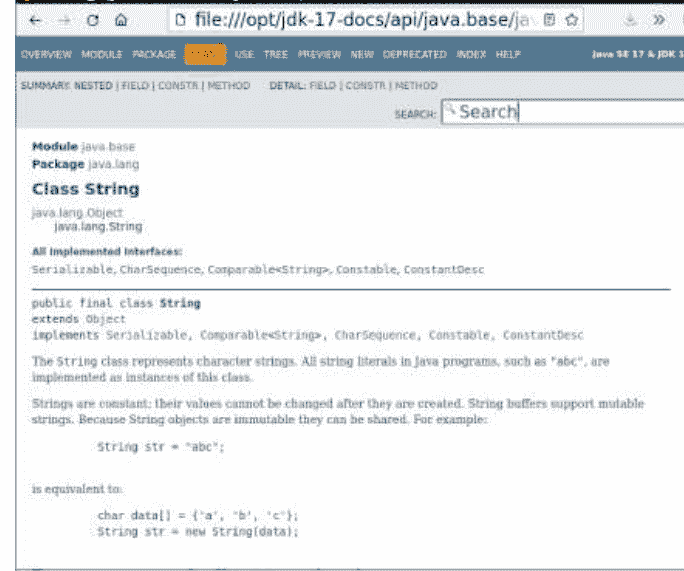 file:///opt/jdk-17-docs/api/java.base/ja
OVERVIEW MODULE PACKAGE USE TREE PREVIEW NEW DEPRECATED INDEX HELP Java SE 17 & JDK 1
SUMMARY: NESTED | FIELD | CONSTR | METHOD DETAIL: FIELD | CONSTR | METHOD
SEARCH: Search
Module java.base
Package java.lang
Class String
java.lang.Object
java.lang.String
All Implemented Interfaces:
Serializable, CharSequence, Comparable<String>, Constable, ConstantDesc
public final class String
extends Object
implements Serializable, Comparable<String>, CharSequence, Constable, ConstantDesc
The String class represents character strings. All string literals in Java programs, such as "abc", are
implemented as instances of this class.
Strings are constant; their values cannot be changed after they are created. String buffers support mutable
strings. Because String objects are immutable they can be shared. For example:
String str = "abc";
is equivalent to:
char data[] = {'a', 'b', 'c'};
String str = new String(data);